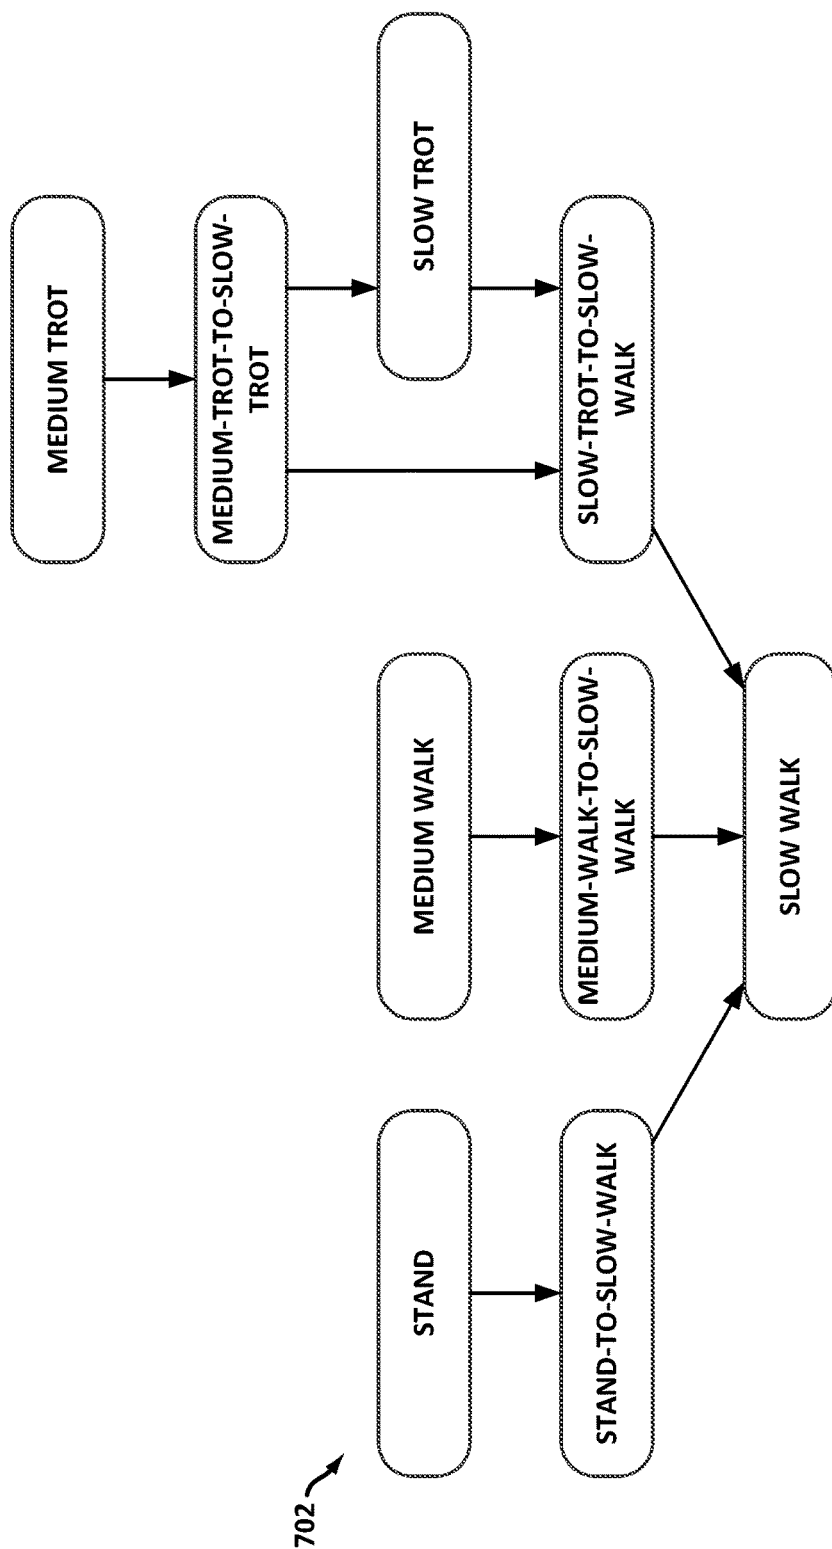 MEDIUM TROT
MEDIUM-TROT-TO-SLOW-
TROT
702
STAND
MEDIUM WALK
SLOW TROT
STAND-TO-SLOW-WALK
MEDIUM-WALK-TO-SLOW-
WALK
SLOW-TROT-TO-SLOW-
WALK
SLOW WALK